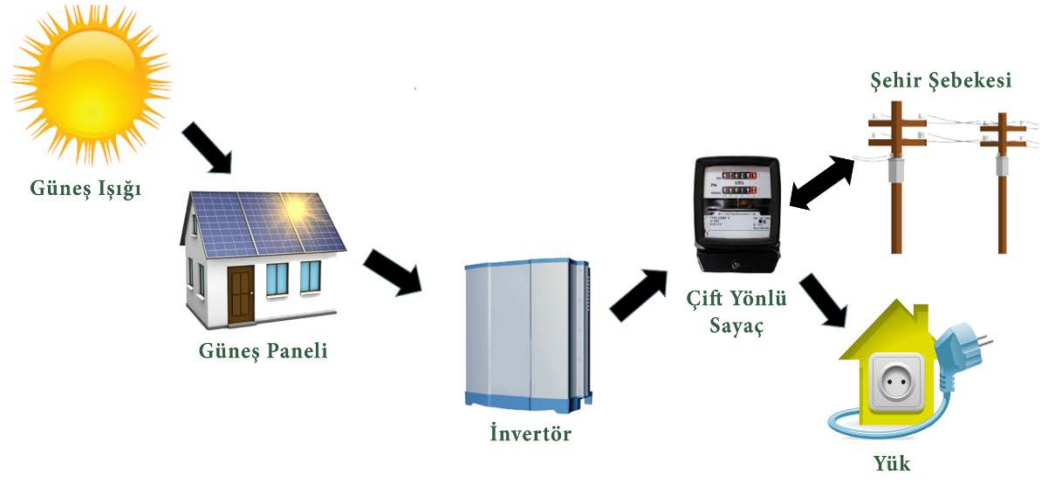 Güneş Işığı
Güneş Paneli
İnvertör
Çift Yönlü
Sayaç
Şehir Şebekesi
Yük